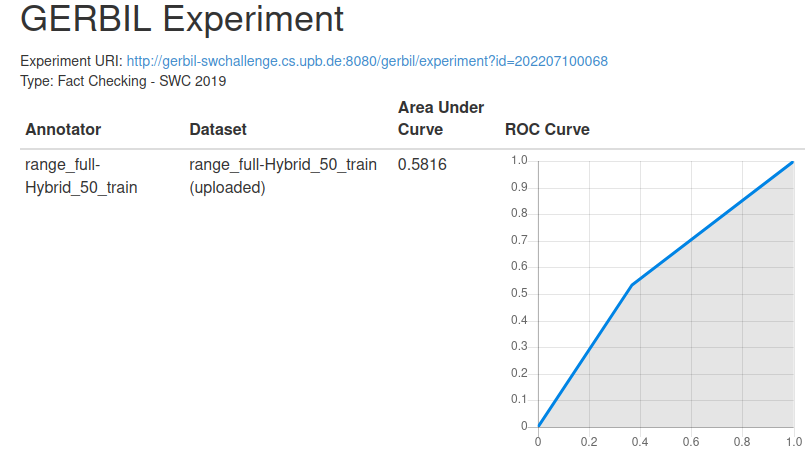 GERBIL Experiment
Experiment URI: http://gerbil-swchallenge.cs.upb.de:8080/gerbil/experiment?id=202207100068
Type: Fact Checking - SWC 2019
Annotator Dataset Area Under Curve ROC Curve
range_full-Hybrid_50_train range_full-Hybrid_50_train (uploaded) 0.5816
1.0
0.9
0.8
0.7
0.6
0.5
0.4
0.3
0.2
0.1
0
0 0.2 0.4 0.6 0.8 1.0